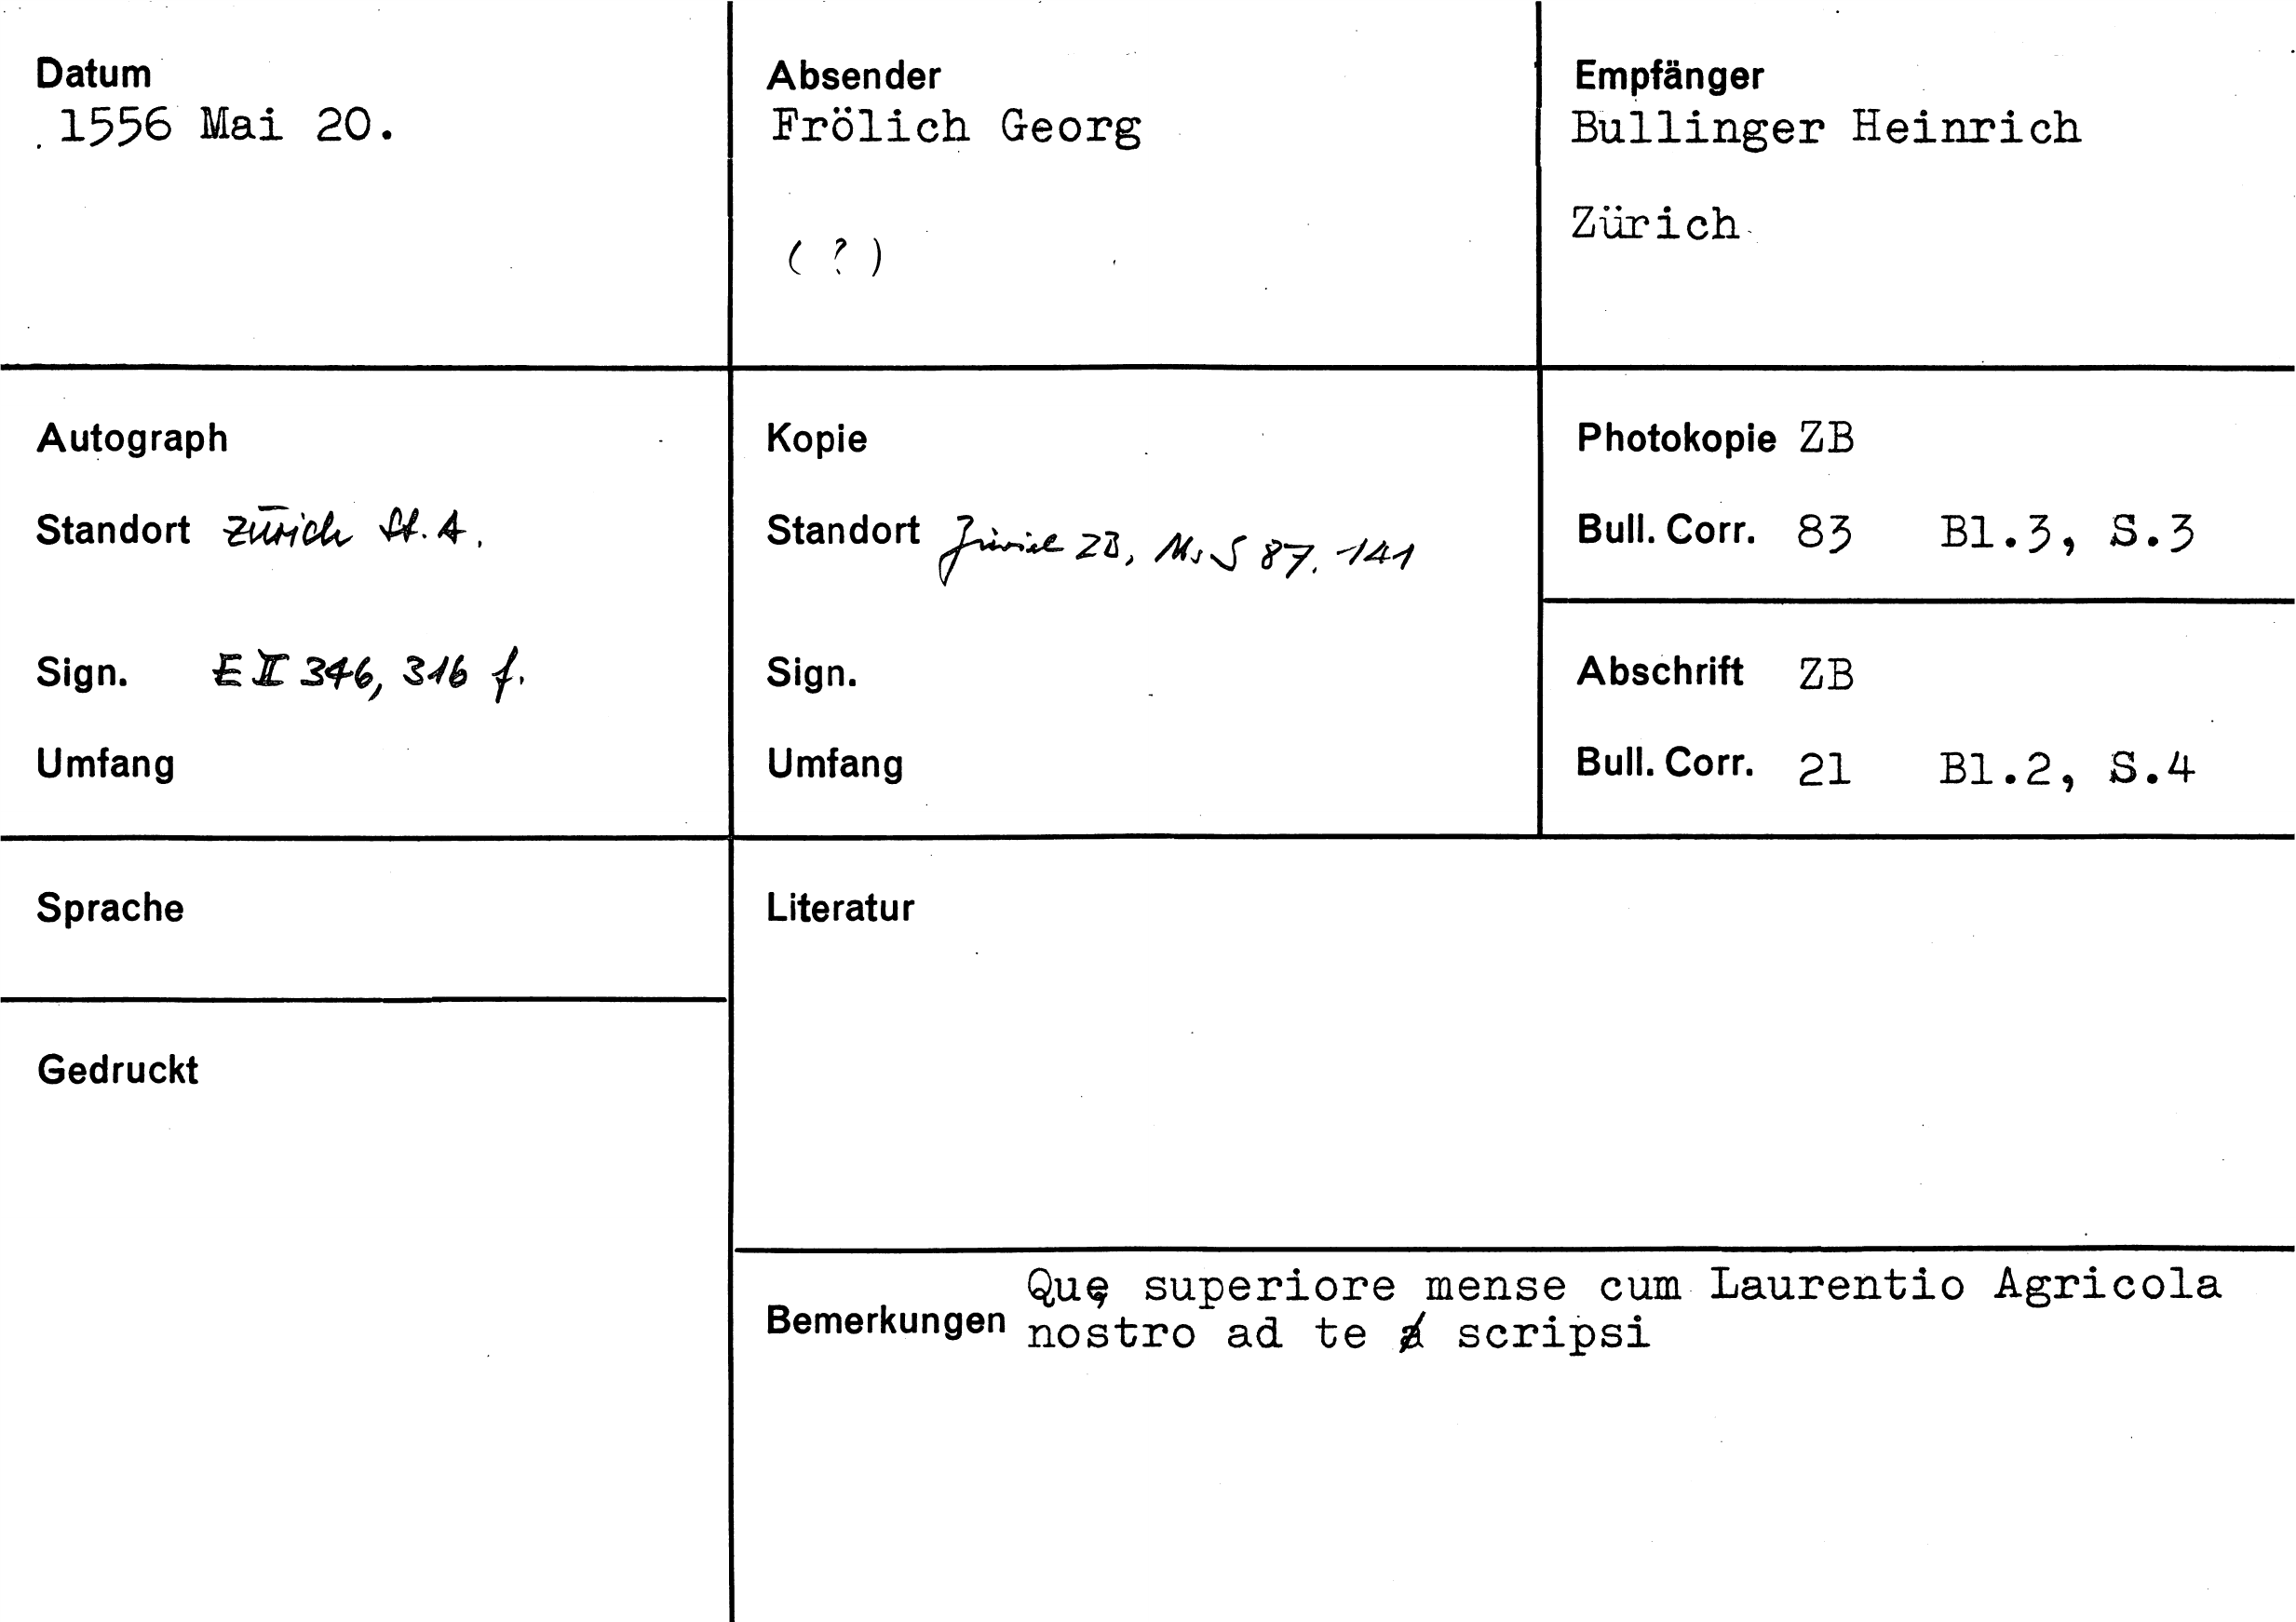 Datum
1556 Mai 20.
Absender
Frölich Georg
(?)
Empfänger
Bullinger Heinrich
Zürich
Autograph
Standort Zürich St.A.
Sign. E II 346, 316 f.
Umfang
Kopie
Standort Zürich ZB, Ms S 87. 141
Sign.
Umfang
Photokopie ZB
Bull. Corr. 83 Bl.3, S.3
Abschrift ZB
Bull. Corr. 21 Bl.2, S.4
Sprache
Gedruckt
Literatur
Bemerkungen
Quę superiore mense cum Laurentio Agricola
nostro ad te scripsi